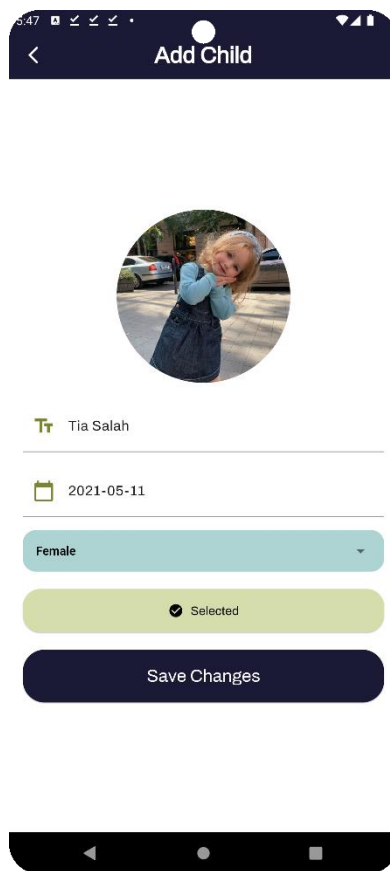 5:47
Add Child
Tia Salah
2021-05-11
Female
Selected
Save Changes